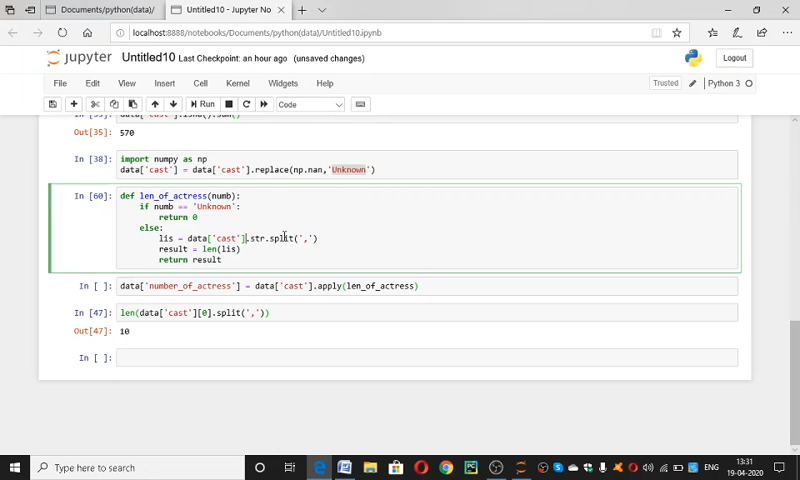 Documents/python(data)/
Untitled10 - Jupyter No
localhost:8888/notebooks/Documents/python(data)/Untitled10.ipynb
jupyter Untitled10 Last Checkpoint: an hour ago (unsaved changes)
Logout
File Edit View Insert Cell Kernel Widgets Help
Trusted
Python 3
Run
Code
Out[35]: 570
In [38]: import numpy as np
data['cast'] = data['cast'].replace(np.nan,'Unknown')
In [60]: def len_of_actress(numb):
if numb == 'Unknown':
return 0
else:
lis = data['cast'].str.split(',')
result = len(lis)
return result
In [ ]: data['number_of_actress'] = data['cast'].apply(len_of_actress)
In [47]: len(data['cast'][0].split(','))
Out[47]: 10
In [ ]:
Type here to search
ENG
13:31
19-04-2020